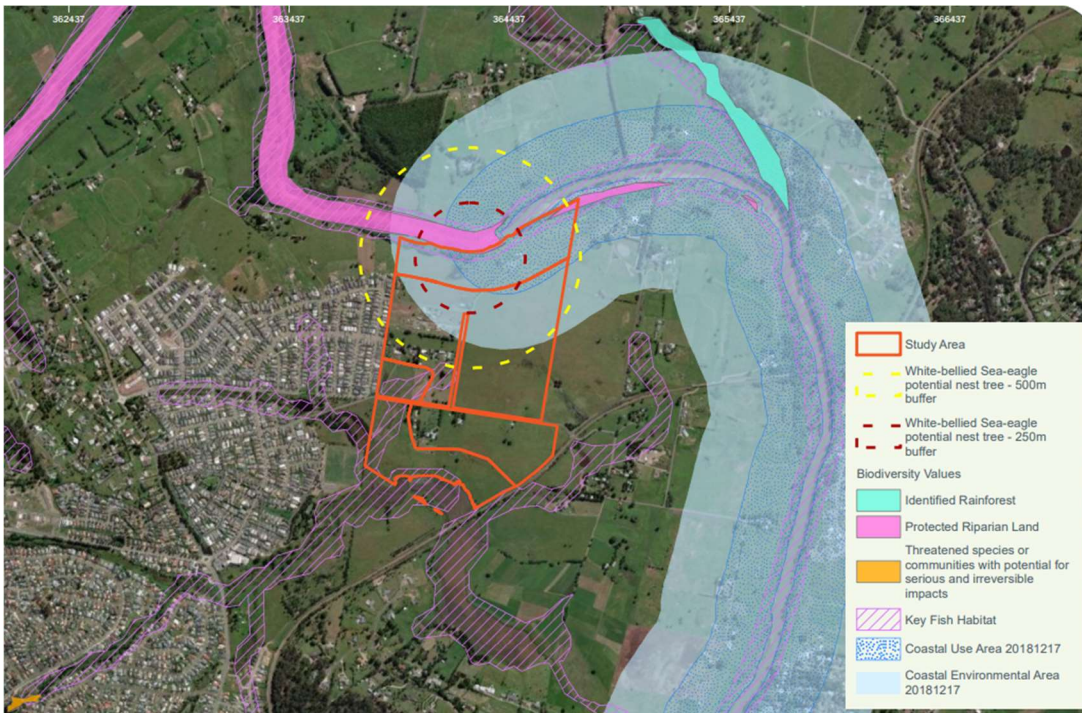 362437 363437 364437 365437 366437
Study Area
White-bellied Sea-eagle
potential nest tree - 500m
buffer
White-bellied Sea-eagle
potential nest tree - 250m
buffer
Biodiversity Values
Identified Rainforest
Protected Riparian Land
Threatened species or
communities with potential for
serious and irreversible
impacts
Key Fish Habitat
Coastal Use Area 20181217
Coastal Environmental Area
20181217